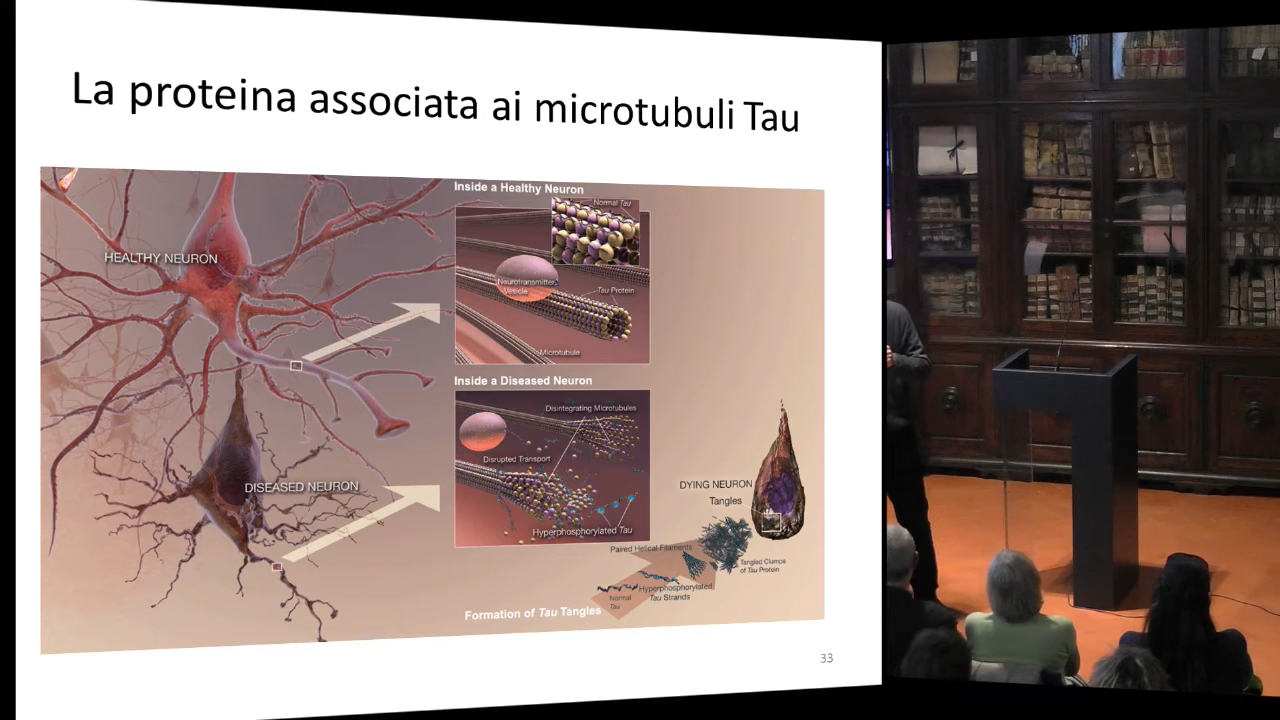 La proteina associata ai microtubuli Tau
Inside a Healthy Neuron
Normal Tau
HEALTHY NEURON
Neurotransmitter
Vesicle
Tau Protein
Microtubule
Inside a Diseased Neuron
Disintegrating Microtubules
Disrupted Transport
DISEASED NEURON
Hyperphosphorylated Tau
DYING NEURON
Tangles
Paired Helical Filaments
Tangled Clumps
of Tau Protein
Hyperphosphorylated
Tau Strands
Normal
Tau
Formation of Tau Tangles
33